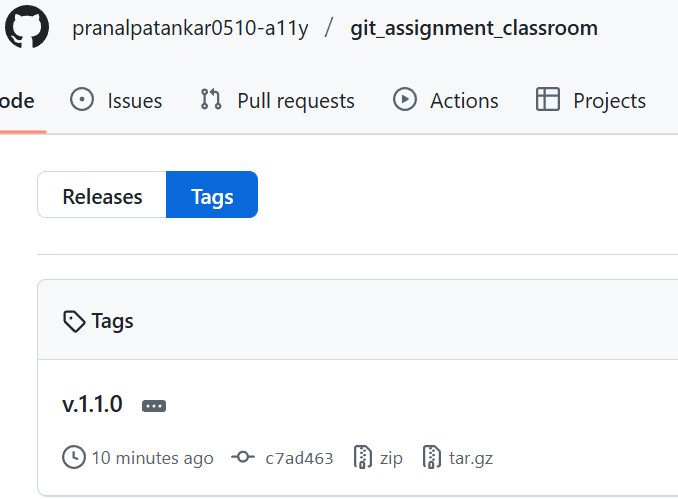 pranalpatankar0510-a11y / git_assignment_classroom
ode Issues Pull requests Actions Projects
Releases Tags
Tags
v.1.1.0
10 minutes ago c7ad463 zip tar.gz